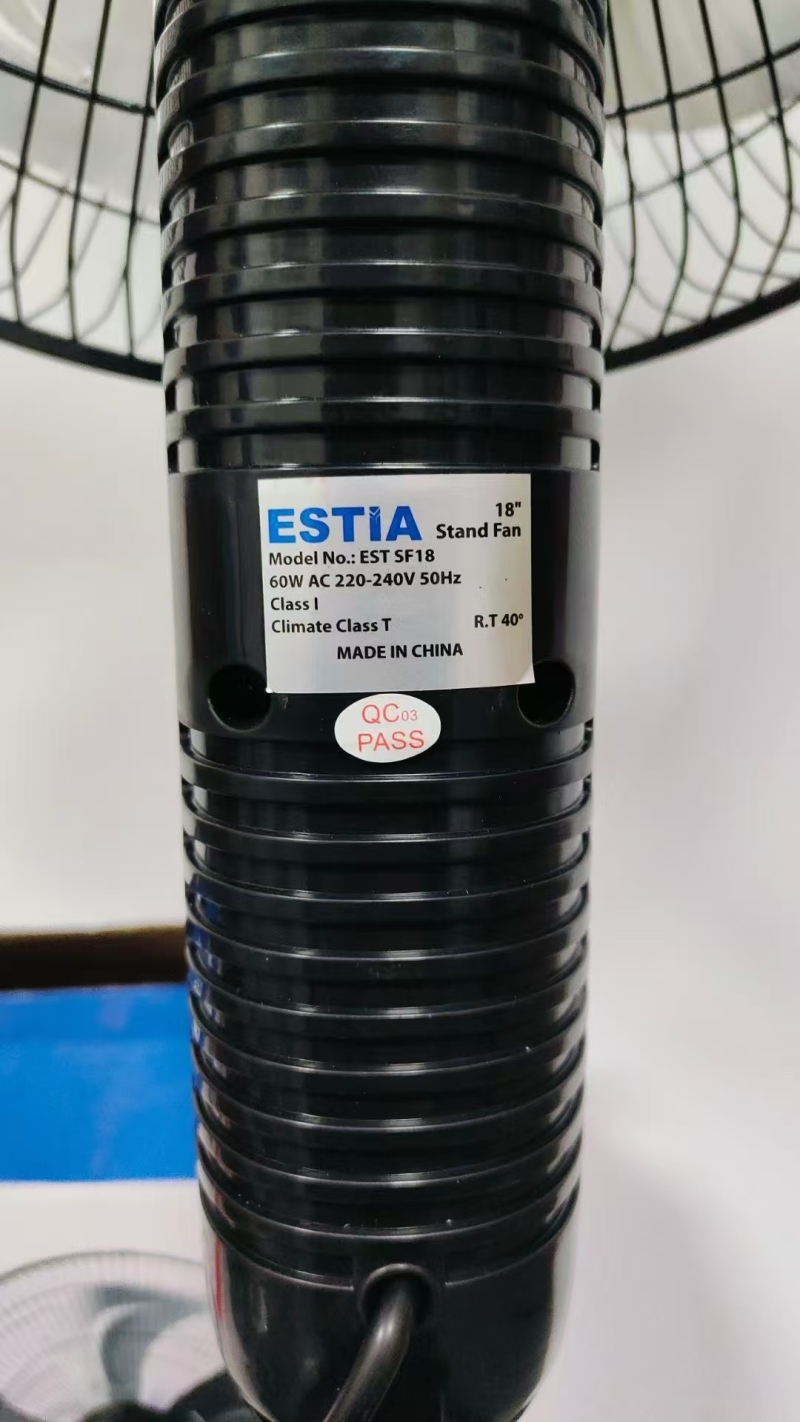 ESTIA
18"
Stand Fan
Model No.: EST SF18
60W AC 220-240V 50Hz
Class I
Climate Class T R.T 40°
MADE IN CHINA
QC03
PASS